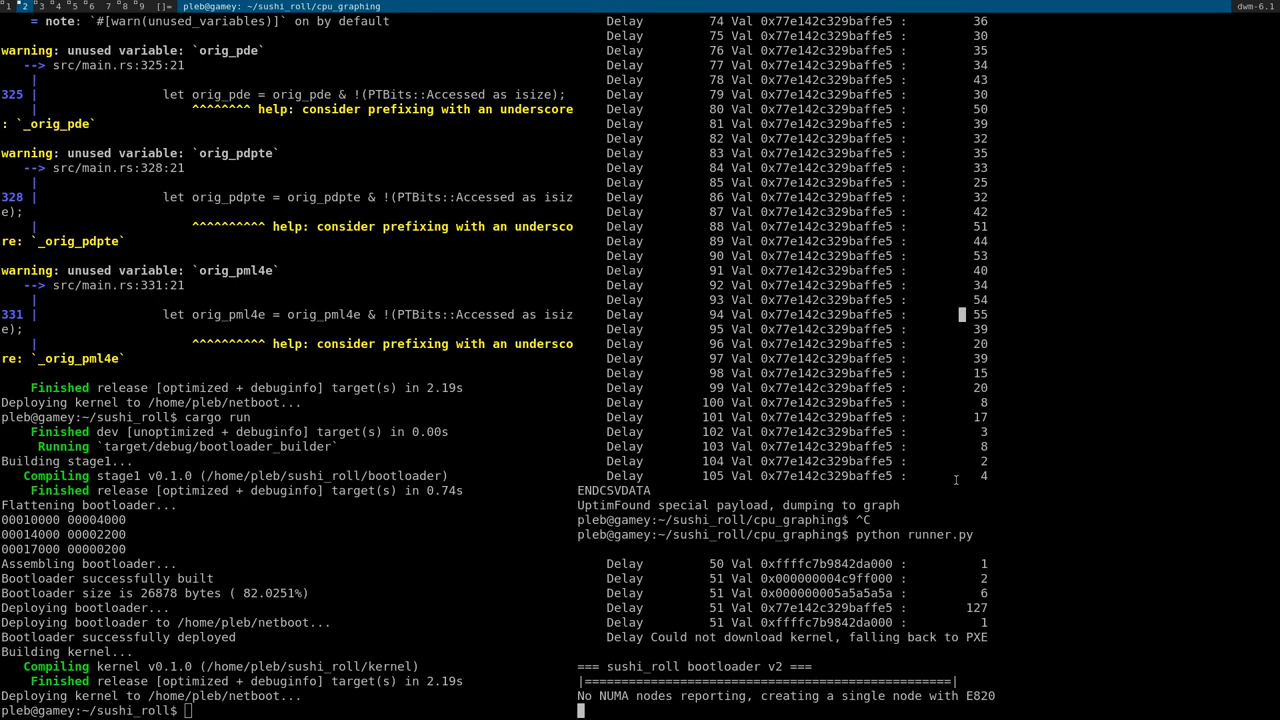 1 2 3 4 5 6 7 8 9 []= pleb@gamey: ~/sushi_roll/cpu_graphing dwm-6.1
= note: `#[warn(unused_variables)]` on by default
warning: unused variable: `orig_pde`
--> src/main.rs:325:21
|
325 | let orig_pde = orig_pde & !(PTBits::Accessed as isize);
| ^^^^^^^^ help: consider prefixing with an underscore
: `_orig_pde`
warning: unused variable: `orig_pdpte`
--> src/main.rs:328:21
|
328 | let orig_pdpte = orig_pdpte & !(PTBits::Accessed as isiz
e);
| ^^^^^^^^^^ help: consider prefixing with an undersco
re: `_orig_pdpte`
warning: unused variable: `orig_pml4e`
--> src/main.rs:331:21
|
331 | let orig_pml4e = orig_pml4e & !(PTBits::Accessed as isiz
e);
| ^^^^^^^^^^ help: consider prefixing with an undersco
re: `_orig_pml4e`
Finished release [optimized + debuginfo] target(s) in 2.19s
Deploying kernel to /home/pleb/netboot...
pleb@gamey:~/sushi_roll$ cargo run
Finished dev [unoptimized + debuginfo] target(s) in 0.00s
Running `target/debug/bootloader_builder`
Building stage1...
Compiling stage1 v0.1.0 (/home/pleb/sushi_roll/bootloader)
Finished release [optimized + debuginfo] target(s) in 0.74s
Flattening bootloader...
00010000 00004000
00014000 00002200
00017000 00000200
Assembling bootloader...
Bootloader successfully built
Bootloader size is 26878 bytes ( 82.0251%)
Deploying bootloader...
Deploying bootloader to /home/pleb/netboot...
Bootloader successfully deployed
Building kernel...
Compiling kernel v0.1.0 (/home/pleb/sushi_roll/kernel)
Finished release [optimized + debuginfo] target(s) in 2.19s
Deploying kernel to /home/pleb/netboot...
pleb@gamey:~/sushi_roll$
Delay 74 Val 0x77e142c329baffe5 : 36
Delay 75 Val 0x77e142c329baffe5 : 30
Delay 76 Val 0x77e142c329baffe5 : 35
Delay 77 Val 0x77e142c329baffe5 : 34
Delay 78 Val 0x77e142c329baffe5 : 43
Delay 79 Val 0x77e142c329baffe5 : 30
Delay 80 Val 0x77e142c329baffe5 : 50
Delay 81 Val 0x77e142c329baffe5 : 39
Delay 82 Val 0x77e142c329baffe5 : 32
Delay 83 Val 0x77e142c329baffe5 : 35
Delay 84 Val 0x77e142c329baffe5 : 33
Delay 85 Val 0x77e142c329baffe5 : 25
Delay 86 Val 0x77e142c329baffe5 : 32
Delay 87 Val 0x77e142c329baffe5 : 42
Delay 88 Val 0x77e142c329baffe5 : 51
Delay 89 Val 0x77e142c329baffe5 : 44
Delay 90 Val 0x77e142c329baffe5 : 53
Delay 91 Val 0x77e142c329baffe5 : 40
Delay 92 Val 0x77e142c329baffe5 : 34
Delay 93 Val 0x77e142c329baffe5 : 54
Delay 94 Val 0x77e142c329baffe5 : 55
Delay 95 Val 0x77e142c329baffe5 : 39
Delay 96 Val 0x77e142c329baffe5 : 20
Delay 97 Val 0x77e142c329baffe5 : 39
Delay 98 Val 0x77e142c329baffe5 : 15
Delay 99 Val 0x77e142c329baffe5 : 20
Delay 100 Val 0x77e142c329baffe5 : 8
Delay 101 Val 0x77e142c329baffe5 : 17
Delay 102 Val 0x77e142c329baffe5 : 3
Delay 103 Val 0x77e142c329baffe5 : 8
Delay 104 Val 0x77e142c329baffe5 : 2
Delay 105 Val 0x77e142c329baffe5 : 4
ENDCSVDATA
UptimFound special payload, dumping to graph
pleb@gamey:~/sushi_roll/cpu_graphing$ ^C
pleb@gamey:~/sushi_roll/cpu_graphing$ python runner.py
Delay 50 Val 0xffffc7b9842da000 : 1
Delay 51 Val 0x000000004c9ff000 : 2
Delay 51 Val 0x000000005a5a5a5a : 6
Delay 51 Val 0x77e142c329baffe5 : 127
Delay 51 Val 0xffffc7b9842da000 : 1
Delay Could not download kernel, falling back to PXE
=== sushi_roll bootloader v2 ===
|==================================================|
No NUMA nodes reporting, creating a single node with E820